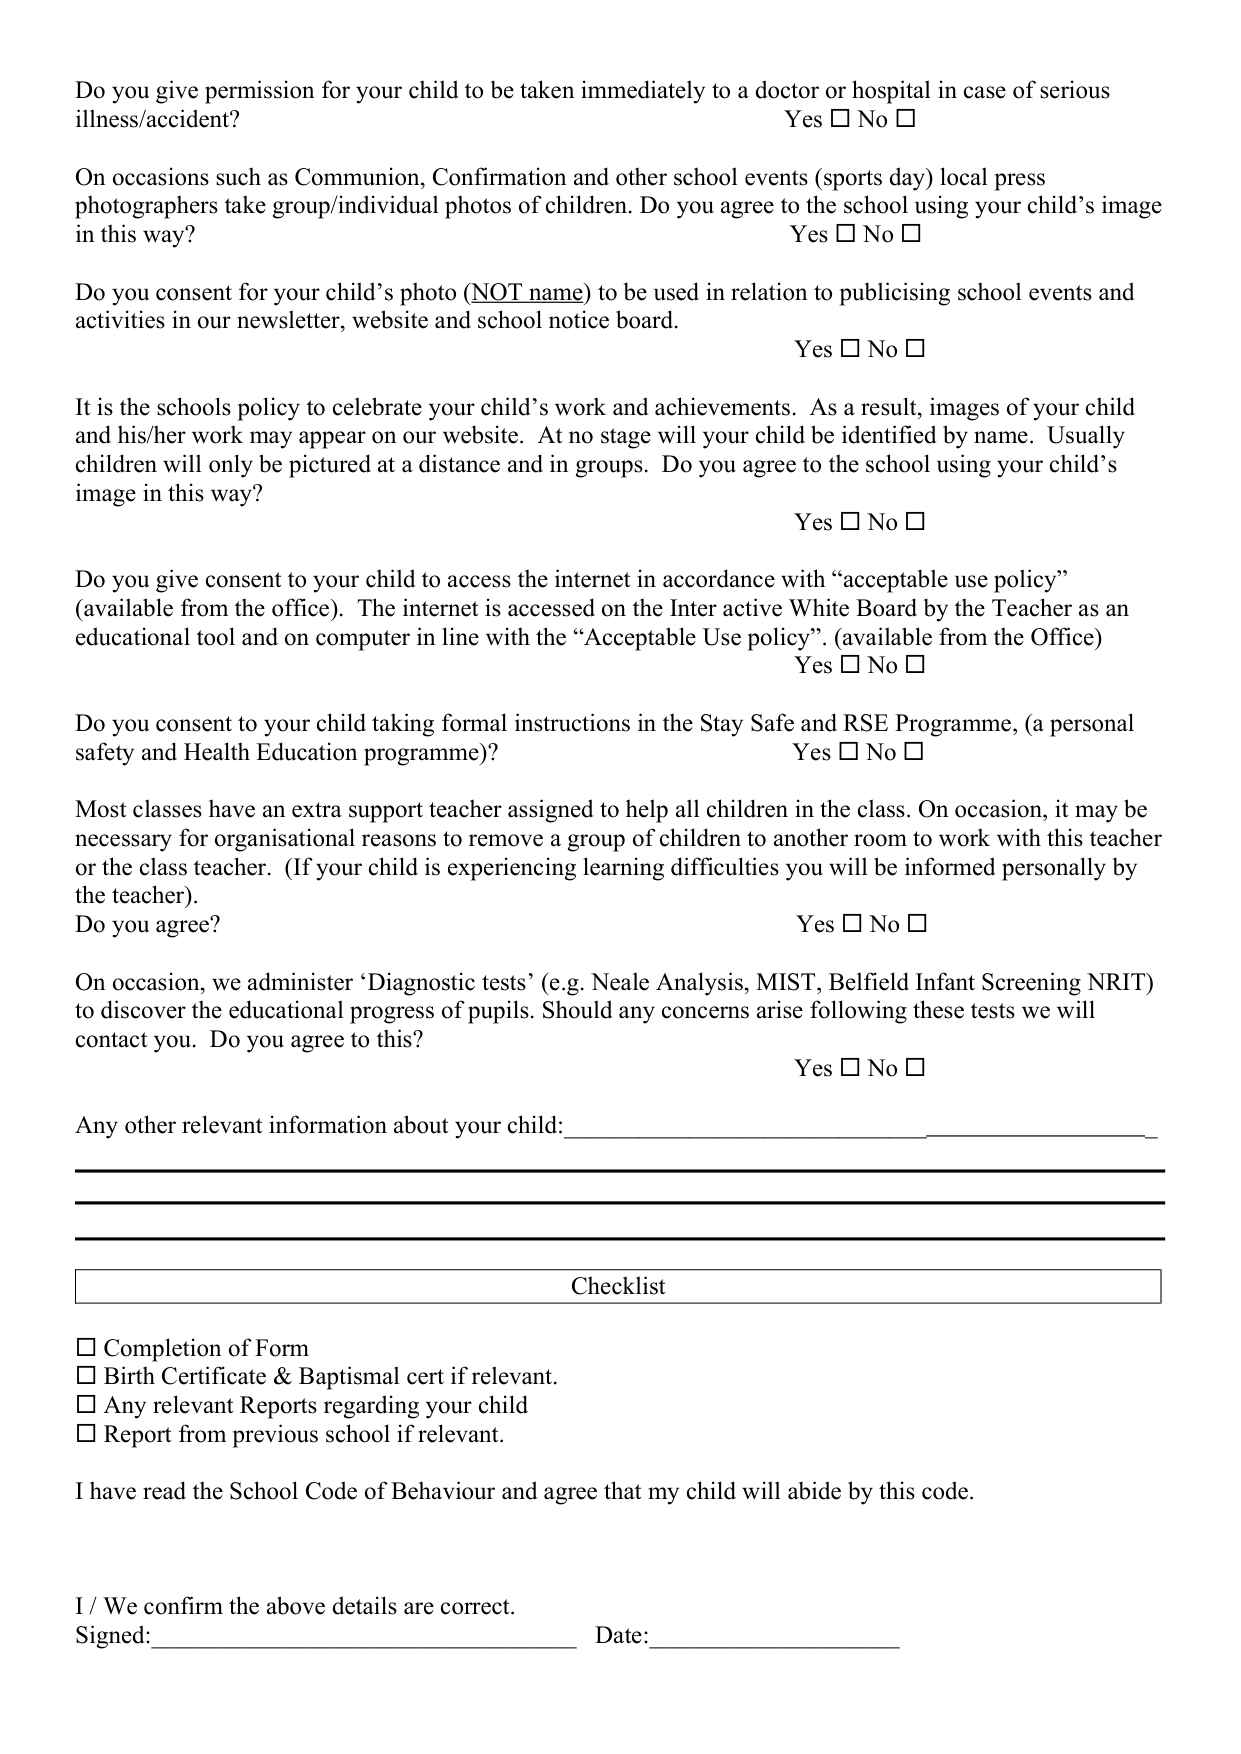 Do you give permission for your child to be taken immediately to a doctor or hospital in case of serious
illness/accident? Yes ☐ No ☐
On occasions such as Communion, Confirmation and other school events (sports day) local press
photographers take group/individual photos of children. Do you agree to the school using your child’s image
in this way? Yes ☐ No ☐
Do you consent for your child’s photo (NOT name) to be used in relation to publicising school events and
activities in our newsletter, website and school notice board.
Yes ☐ No ☐
It is the schools policy to celebrate your child’s work and achievements.  As a result, images of your child
and his/her work may appear on our website.  At no stage will your child be identified by name.  Usually
children will only be pictured at a distance and in groups.  Do you agree to the school using your child’s
image in this way?
Yes ☐ No ☐
Do you give consent to your child to access the internet in accordance with “acceptable use policy”
(available from the office).  The internet is accessed on the Inter active White Board by the Teacher as an
educational tool and on computer in line with the “Acceptable Use policy”. (available from the Office)
Yes ☐ No ☐
Do you consent to your child taking formal instructions in the Stay Safe and RSE Programme, (a personal
safety and Health Education programme)? Yes ☐ No ☐
Most classes have an extra support teacher assigned to help all children in the class. On occasion, it may be
necessary for organisational reasons to remove a group of children to another room to work with this teacher
or the class teacher.  (If your child is experiencing learning difficulties you will be informed personally by
the teacher).
Do you agree? Yes ☐ No ☐
On occasion, we administer ‘Diagnostic tests’ (e.g. Neale Analysis, MIST, Belfield Infant Screening NRIT)
to discover the educational progress of pupils. Should any concerns arise following these tests we will
contact you.  Do you agree to this?
Yes ☐ No ☐
Any other relevant information about your child:_______________________________________________
Checklist
☐ Completion of Form
☐ Birth Certificate & Baptismal cert if relevant.
☐ Any relevant Reports regarding your child
☐ Report from previous school if relevant.
I have read the School Code of Behaviour and agree that my child will abide by this code.
I / We confirm the above details are correct.
Signed:__________________________________ Date:____________________